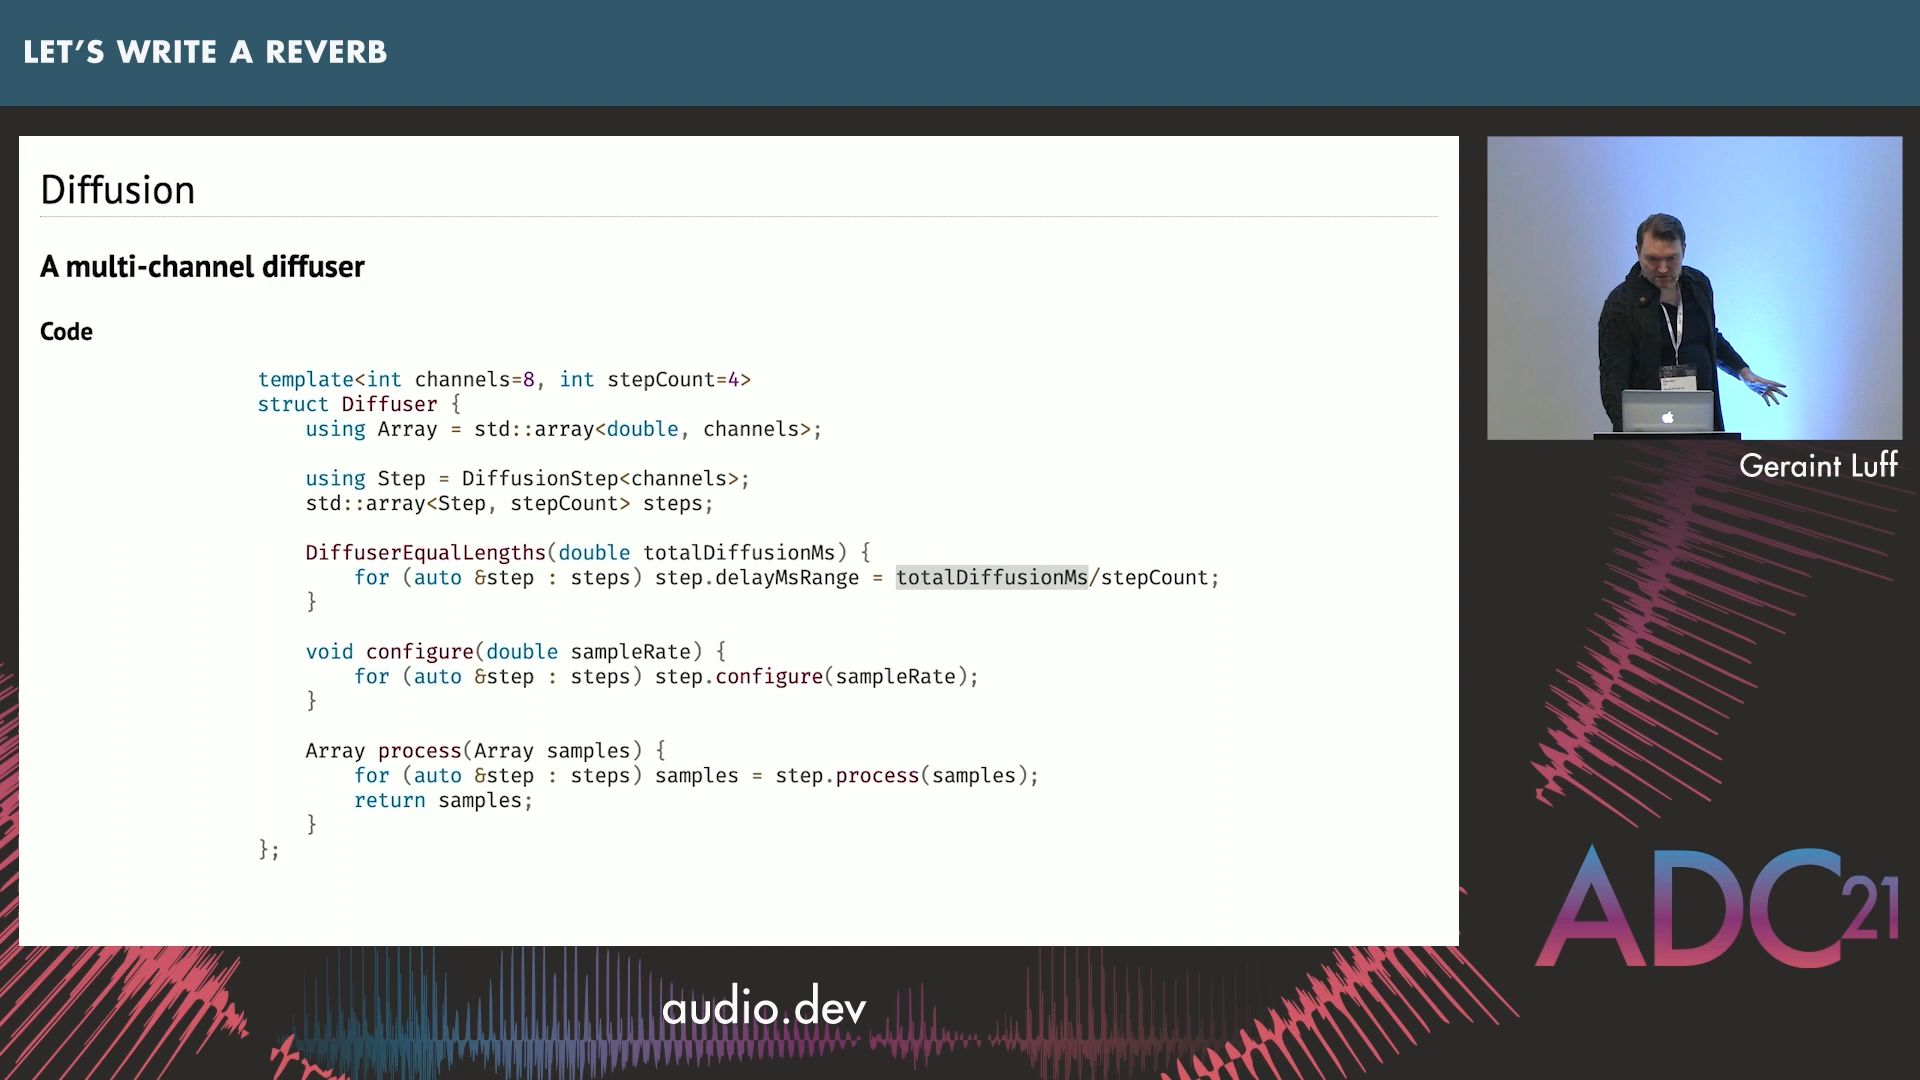 LET'S WRITE A REVERB
Diffusion
A multi-channel diffuser
Code
template<int channels=8, int stepCount=4>
struct Diffuser {
    using Array = std::array<double, channels>;

    using Step = DiffusionStep<channels>;
    std::array<Step, stepCount> steps;

    DiffuserEqualLengths(double totalDiffusionMs) {
        for (auto &step : steps) step.delayMsRange = totalDiffusionMs/stepCount;
    }

    void configure(double sampleRate) {
        for (auto &step : steps) step.configure(sampleRate);
    }

    Array process(Array samples) {
        for (auto &step : steps) samples = step.process(samples);
        return samples;
    }
};
Geraint Luff
ADC21
audio.dev